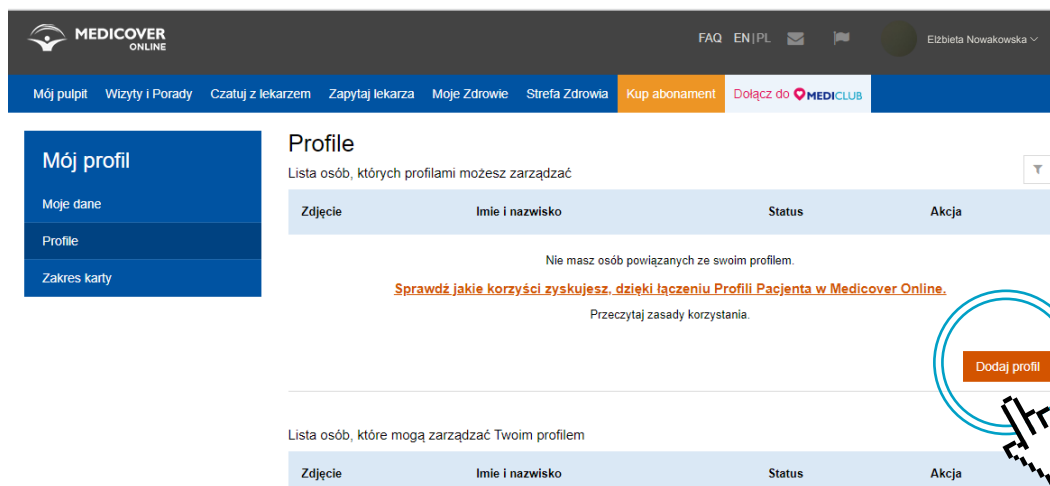 MEDICOVER
ONLINE
FAQ EN|PL Elżbieta Nowakowska
Mój pulpit Wizyty i Porady Czatuj z lekarzem Zapytaj lekarza Moje Zdrowie Strefa Zdrowia Kup abonament Dołącz do MEDICLUB
Mój profil
Moje dane
Profile
Zakres karty
Profile
Lista osób, których profilami możesz zarządzać
Zdjęcie Imie i nazwisko Status Akcja
Nie masz osób powiązanych ze swoim profilem.
Sprawdź jakie korzyści zyskujesz, dzięki łączeniu Profili Pacjenta w Medicover Online.
Przeczytaj zasady korzystania.
Dodaj profil
Lista osób, które mogą zarządzać Twoim profilem
Zdjęcie Imie i nazwisko Status Akcja